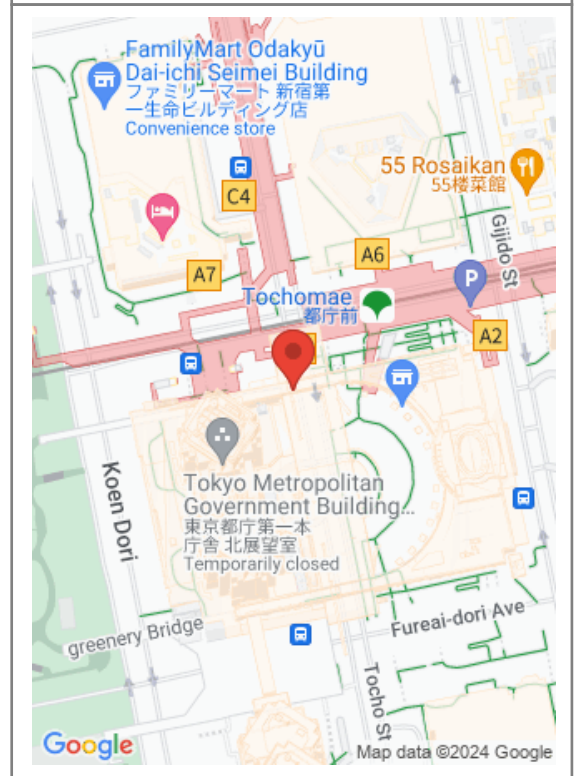 FamilyMart Odakyū
Dai-ichi Seimei Building
ファミリーマート 新宿第
一生命ビルディング店
Convenience store
55 Rosaikan
55楼菜館
C4
Gijido St
A6
A7
P
Tochomae
都庁前
A2
Koen Dori
Tokyo Metropolitan
Government Building...
東京都庁第一本
庁舎 北展望室
Temporarily closed
greenery Bridge
Fureai-dori Ave
Tocho St
Google
Map data ©2024 Google